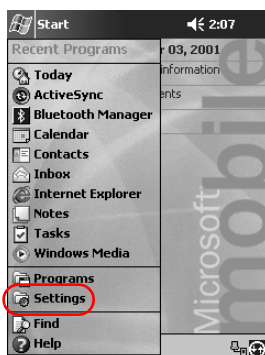 Start 2:07
Recent Programs r 03, 2001
Today information
ActiveSync ents
Bluetooth Manager
Calendar
Contacts
Inbox
Internet Explorer
Notes
Tasks
Windows Media
Programs
Settings
Find
Help
Microsoft
mobile